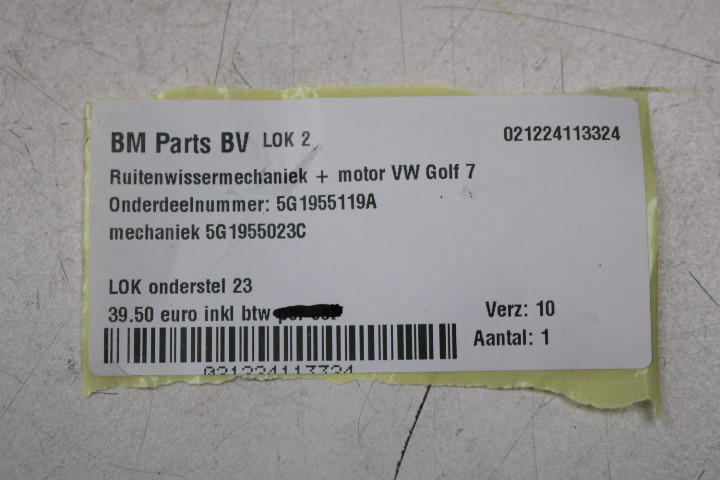 BM Parts BV LOK 2 021224113324
Ruitenwissermechaniek + motor VW Golf 7
Onderdeelnummer: 5G1955119A
mechaniek 5G1955023C
LOK onderstel 23
39.50 euro inkl btw
Verz: 10
Aantal: 1
021224113324